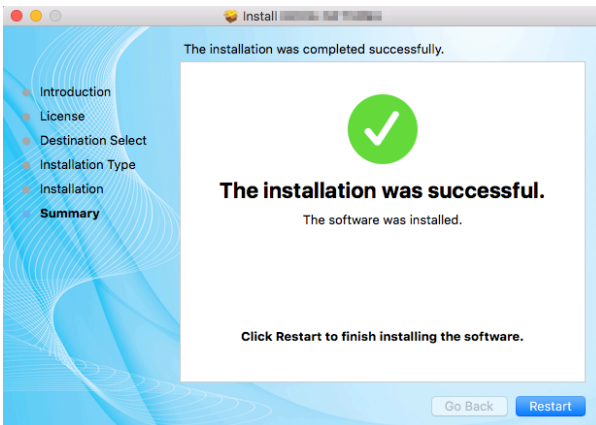 Install
The installation was completed successfully.
Introduction
License
Destination Select
Installation Type
Installation
Summary
The installation was successful.
The software was installed.
Click Restart to finish installing the software.
Go Back
Restart